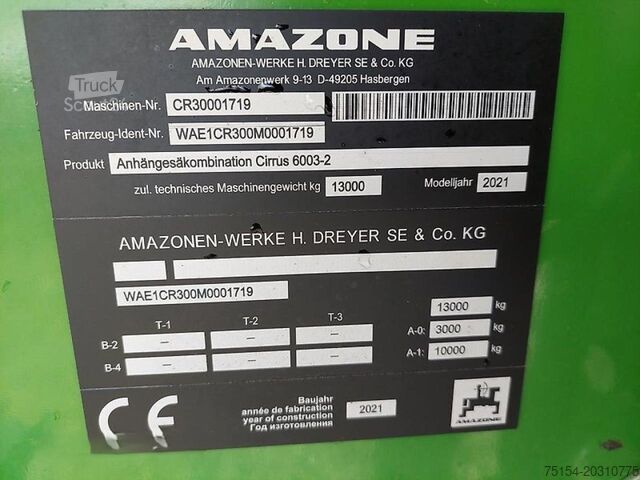 AMAZONE
AMAZONEN-WERKE H. DREYER SE & CO. KG
Am Amazonenwerk 9-13 D-49205 Hasbergen
Truck
Maschinen-Nr. CR30001719
Fahrzeug-Ident-Nr. WAE1CR300M0001719
Produkt Anhängesäkombination Cirrus 6003-2
zul. technisches Maschinengewicht kg 13000 Modelljahr 2021
AMAZONEN-WERKE H. DREYER SE & Co. KG
WAE1CR300M0001719
13000 kg
T-1 T-2 T-3
B-2 – – – A-0: 3000 kg
B-4 – – – A-1: 10000 kg
CE
Baujahr
année de fabrication
year of construction
Год изготовления
2021
AMAZONE
75154-20310775